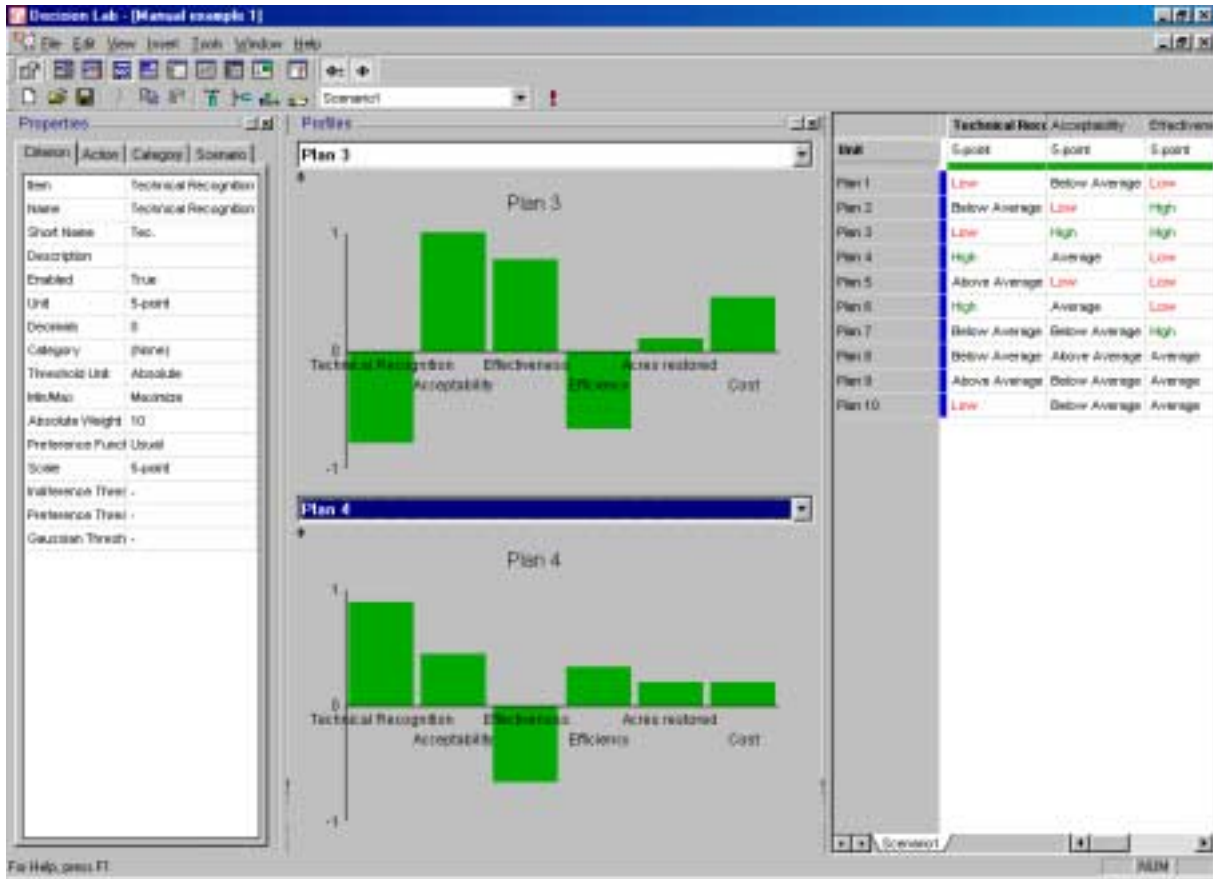 Decision Lab - [Manual example 1]
File Edit View Insert Tools Window Help
Scenario1
Properties
Criterion Action Category Scenario
Item Technical Recognition
Name Technical Recognition
Short Name Tec.
Description
Enabled True
Unit 5-point
Decimals 0
Category (None)
Threshold Unit Absolute
Min/Max Maximize
Absolute Weight 10
Preference Funct Usual
Scale 5-point
Indifference Thres -
Preference Thres -
Gaussian Thresh -
Profiles
Plan 3
Plan 3
1
0
Technical Recognition Effectiveness Acres restored
Acceptability Efficiency Cost
-1
Plan 4
Plan 4
1
0
Technical Recognition Effectiveness Acres restored
Acceptability Efficiency Cost
-1
Technical Reco Acceptability Effectivene
Unit 5-point 5-point 5-point
Plan 1 Low Below Average Low
Plan 2 Below Average Low High
Plan 3 Low High High
Plan 4 High Average Low
Plan 5 Above Average Low Low
Plan 6 High Average Low
Plan 7 Below Average Below Average High
Plan 8 Below Average Above Average Average
Plan 9 Above Average Below Average Average
Plan 10 Low Below Average Average
Scenario1
For Help, press F1
NUM